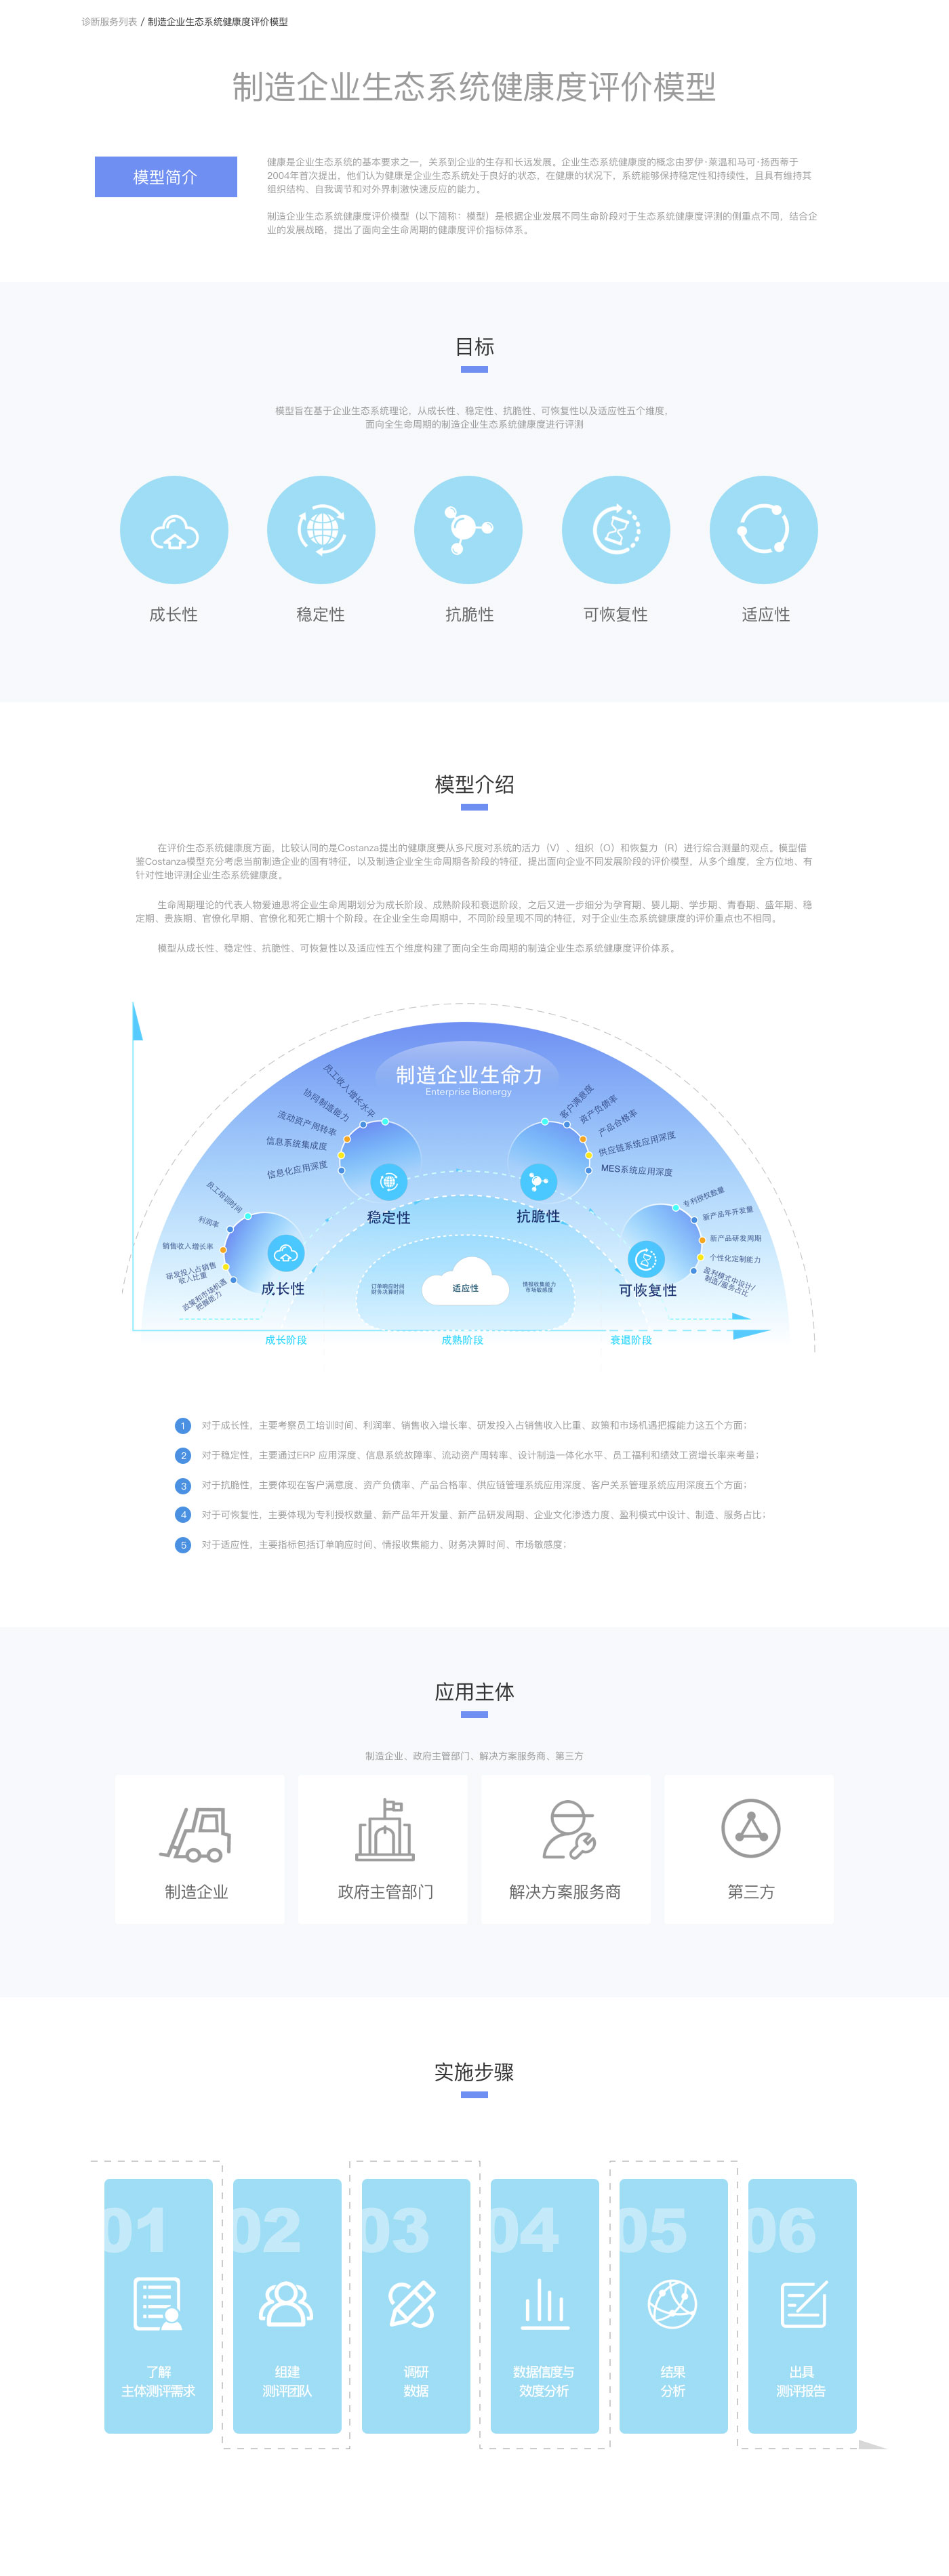 诊断服务列表 / 制造企业生态系统健康度评价模型
制造企业生态系统健康度评价模型
模型简介
健康是企业生态系统的基本要求之一，关系到企业的生存和长远发展。企业生态系统健康度的概念由罗伊·莱温和马可·扬西蒂于
2004年首次提出，他们认为健康是企业生态系统处于良好的状态，在健康的状况下，系统能够保持稳定性和持续性，且具有维持其
组织结构、自我调节和对外界刺激快速反应的能力。
制造企业生态系统健康度评价模型（以下简称：模型）是根据企业发展不同生命阶段对于生态系统健康度评测的侧重点不同，结合企
业的发展战略，提出了面向全生命周期的健康度评价指标体系。
目标
模型旨在基于企业生态系统理论，从成长性、稳定性、抗脆性、可恢复性以及适应性五个维度，
面向全生命周期的制造企业生态系统健康度进行评测
成长性
稳定性
抗脆性
可恢复性
适应性
模型介绍
在评价生态系统健康度方面，比较认同的是Costanza提出的健康度要从多尺度对系统的活力（V）、组织（O）和恢复力（R）进行综合测量的观点。模型借
鉴Costanza模型充分考虑当前制造企业的固有特征，以及制造企业全生命周期各阶段的特征，提出面向企业不同发展阶段的评价模型，从多个维度，全方位地、有
针对性地评测企业生态系统健康度。
生命周期理论的代表人物爱迪思将企业生命周期划分为成长阶段、成熟阶段和衰退阶段，之后又进一步细分为孕育期、婴儿期、学步期、青春期、盛年期、稳
定期、贵族期、官僚化早期、官僚化和死亡期十个阶段。在企业全生命周期中，不同阶段呈现不同的特征，对于企业生态系统健康度的评价重点也不相同。
模型从成长性、稳定性、抗脆性、可恢复性以及适应性五个维度构建了面向全生命周期的制造企业生态系统健康度评价体系。
制造企业生命力
Enterprise Bionergy
员工收入增长水平
协同制造能力
流动资产周转率
信息系统集成度
信息化应用深度
稳定性
客户满意度
资产负债率
产品合格率
供应链系统应用深度
MES系统应用深度
抗脆性
员工培训时间
利润率
销售收入增长率
研发投入占销售
收入比重
政策和市场机遇
把握能力
成长性
专利授权数量
新产品年开发量
新产品研发周期
个性化定制能力
盈利模式中设计/
制造/服务占比
可恢复性
订单响应时间
财务决算时间
适应性
情报收集能力
市场敏感度
成长阶段
成熟阶段
衰退阶段
1 对于成长性，主要考察员工培训时间、利润率、销售收入增长率、研发投入占销售收入比重、政策和市场机遇把握能力这五个方面；
2 对于稳定性，主要通过ERP 应用深度、信息系统故障率、流动资产周转率、设计制造一体化水平、员工福利和绩效工资增长率来考量；
3 对于抗脆性，主要体现在客户满意度、资产负债率、产品合格率、供应链管理系统应用深度、客户关系管理系统应用深度五个方面；
4 对于可恢复性，主要体现为专利授权数量、新产品年开发量、新产品研发周期、企业文化渗透力度、盈利模式中设计、制造、服务占比；
5 对于适应性，主要指标包括订单响应时间、情报收集能力、财务决算时间、市场敏感度；
应用主体
制造企业、政府主管部门、解决方案服务商、第三方
制造企业
政府主管部门
解决方案服务商
第三方
实施步骤
01
了解
主体测评需求
02
组建
测评团队
03
调研
数据
04
数据信度与
效度分析
05
结果
分析
06
出具
测评报告